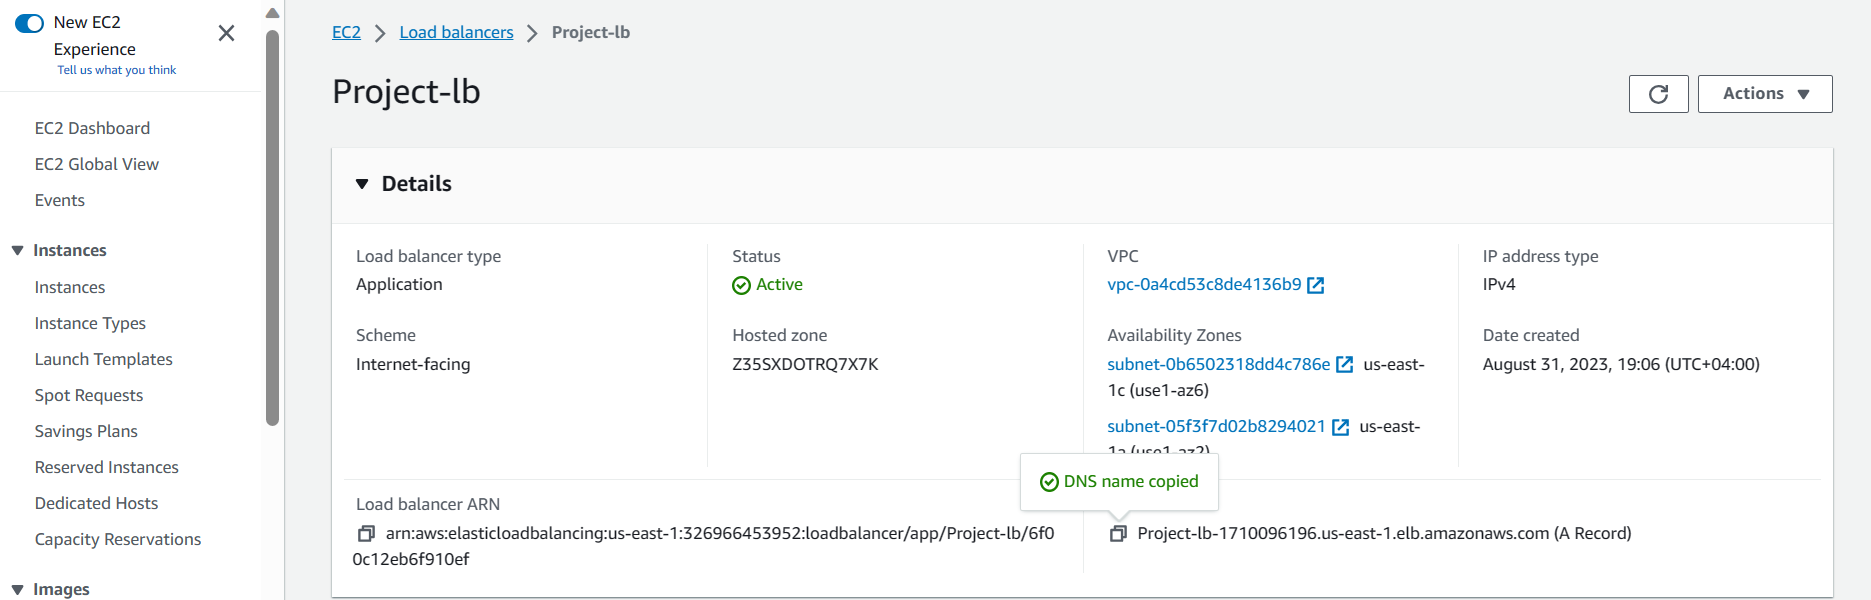 New EC2
Experience
Tell us what you think
EC2 Dashboard
EC2 Global View
Events
Instances
Instances
Instance Types
Launch Templates
Spot Requests
Savings Plans
Reserved Instances
Dedicated Hosts
Capacity Reservations
Images
EC2 > Load balancers > Project-lb
Project-lb
Actions
Details
Load balancer type
Application
Status
Active
VPC
vpc-0a4cd53c8de4136b9
IP address type
IPv4
Scheme
Internet-facing
Hosted zone
Z35SXDOTRQ7X7K
Availability Zones
subnet-0b6502318dd4c786e us-east-
1c (use1-az6)
subnet-05f3f7d02b8294021 us-east-
1a (use1-az2)
Date created
August 31, 2023, 19:06 (UTC+04:00)
Load balancer ARN
arn:aws:elasticloadbalancing:us-east-1:326966453952:loadbalancer/app/Project-lb/6f0
0c12eb6f910ef
DNS name copied
Project-lb-1710096196.us-east-1.elb.amazonaws.com (A Record)